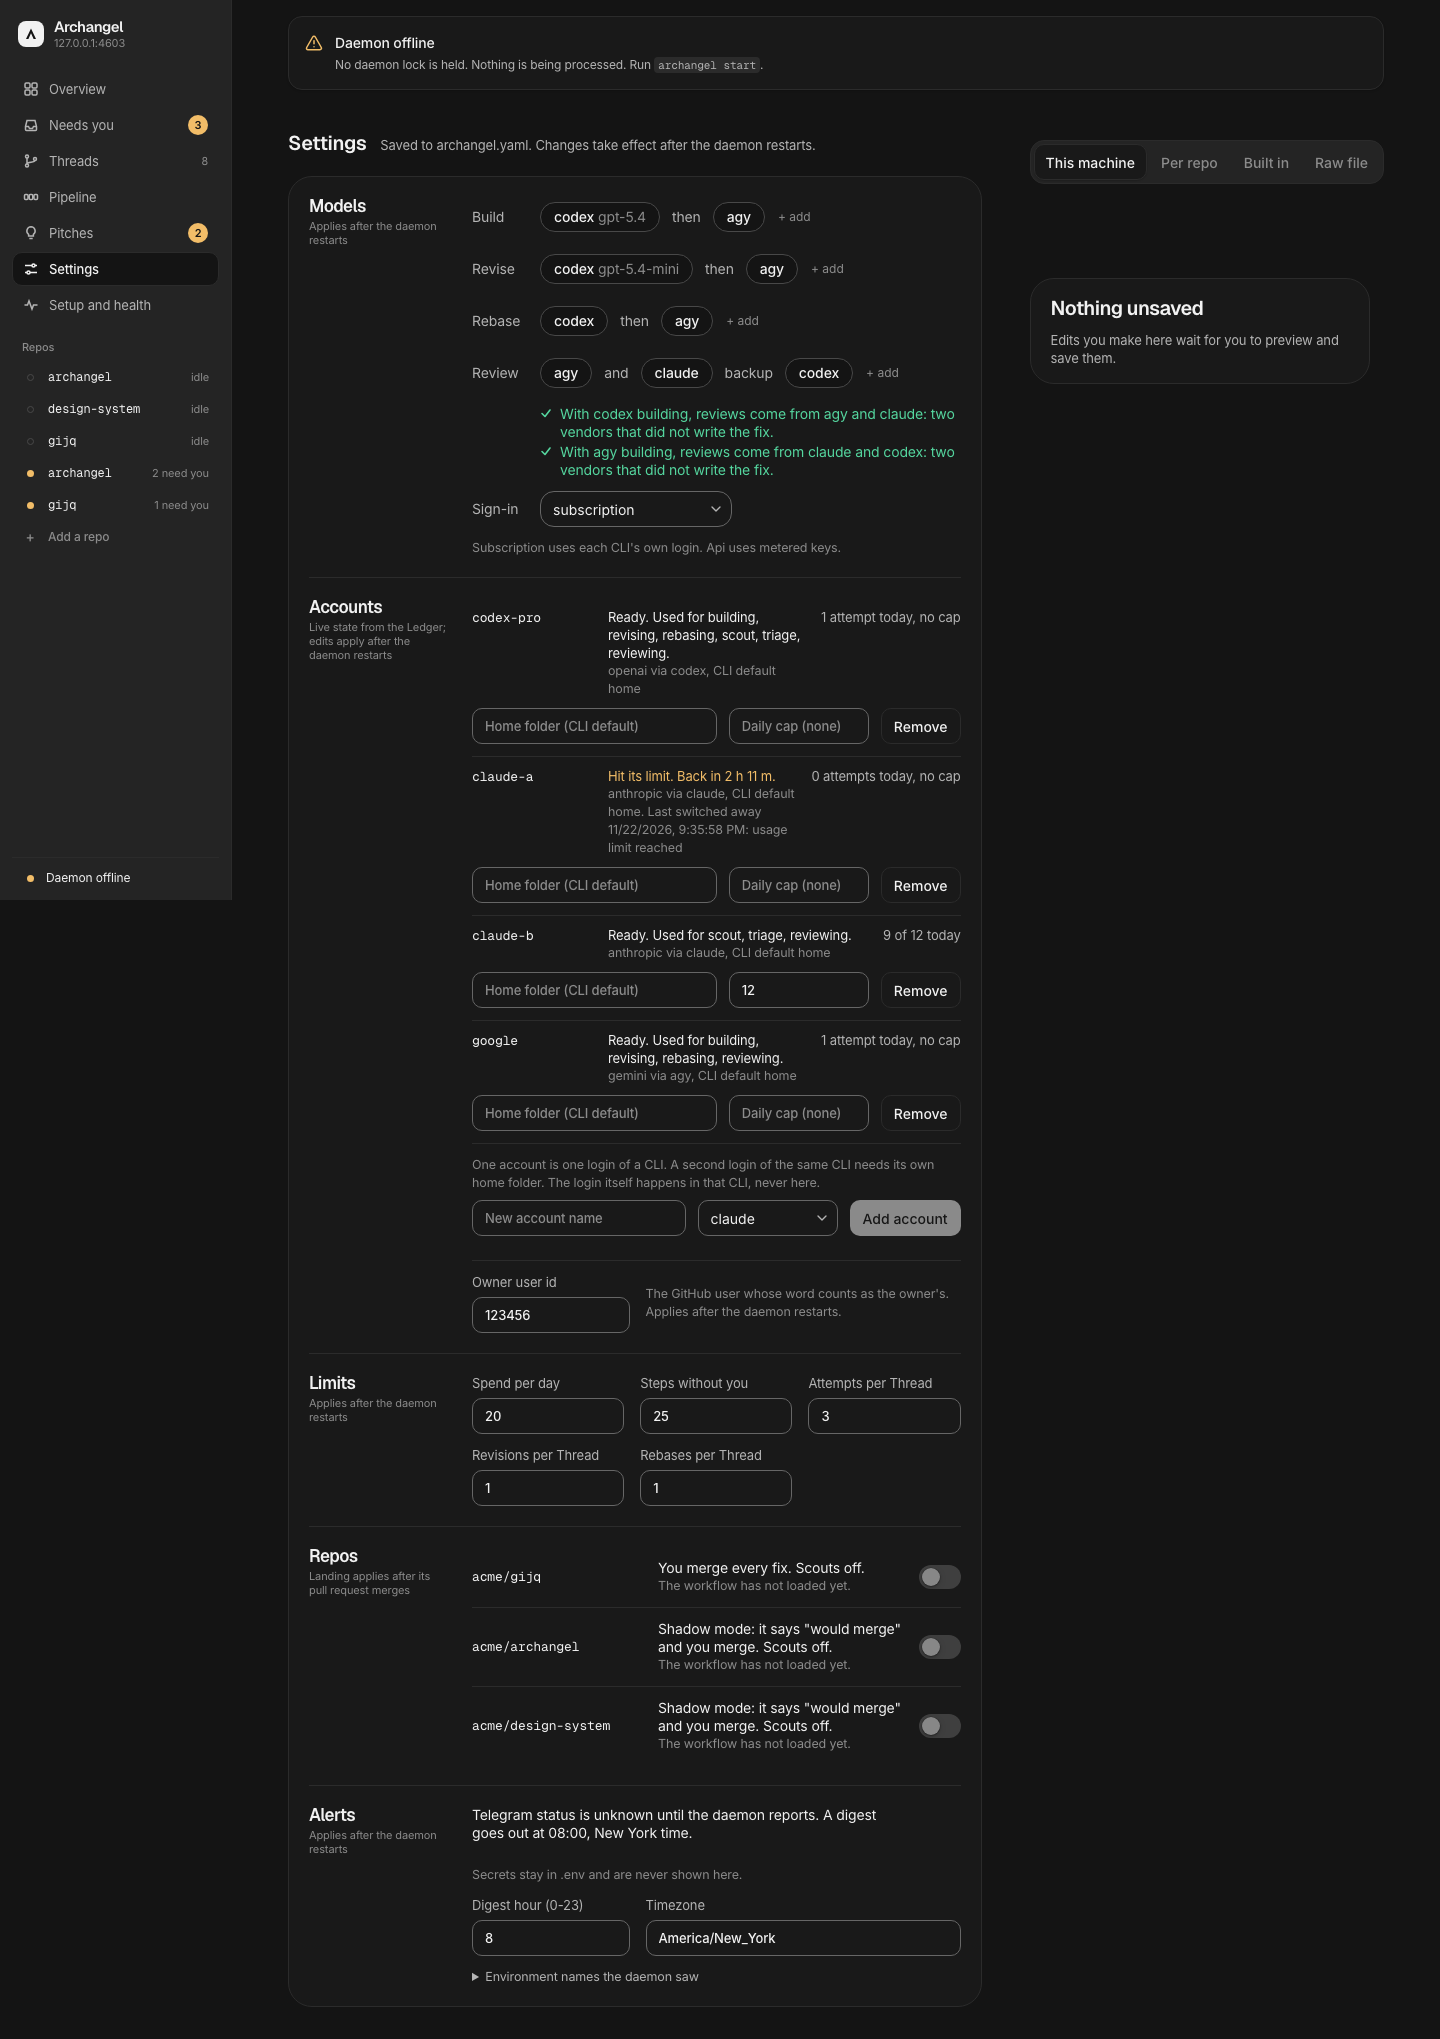 Archangel
127.0.0.1:4603
Overview
Needs you 3
Threads 8
Pipeline
Pitches 2
Settings
Setup and health
Repos
archangel idle
design-system idle
gijq idle
archangel 2 need you
gijq 1 need you
+ Add a repo
Daemon offline
Daemon offline
No daemon lock is held. Nothing is being processed. Run archangel start.
Settings Saved to archangel.yaml. Changes take effect after the daemon restarts.
This machine Per repo Built in Raw file
Nothing unsaved
Edits you make here wait for you to preview and
save them.
Models
Applies after the daemon
restarts
Build codex gpt-5.4 then agy + add
Revise codex gpt-5.4-mini then agy + add
Rebase codex then agy + add
Review agy and claude backup codex + add
With codex building, reviews come from agy and claude: two
vendors that did not write the fix.
With agy building, reviews come from claude and codex: two
vendors that did not write the fix.
Sign-in subscription
Subscription uses each CLI's own login. Api uses metered keys.
Accounts
Live state from the Ledger;
edits apply after the
daemon restarts
codex-pro Ready. Used for building, 1 attempt today, no cap
revising, rebasing, scout, triage,
reviewing.
openai via codex, CLI default
home
Home folder (CLI default) Daily cap (none) Remove
claude-a Hit its limit. Back in 2 h 11 m. 0 attempts today, no cap
anthropic via claude, CLI default
home. Last switched away
11/22/2026, 9:35:58 PM: usage
limit reached
Home folder (CLI default) Daily cap (none) Remove
claude-b Ready. Used for scout, triage, reviewing. 9 of 12 today
anthropic via claude, CLI default home
Home folder (CLI default) 12 Remove
google Ready. Used for building, 1 attempt today, no cap
revising, rebasing, reviewing.
gemini via agy, CLI default home
Home folder (CLI default) Daily cap (none) Remove
One account is one login of a CLI. A second login of the same CLI needs its own
home folder. The login itself happens in that CLI, never here.
New account name claude Add account
Owner user id
123456
The GitHub user whose word counts as the owner's.
Applies after the daemon restarts.
Limits
Applies after the daemon
restarts
Spend per day Steps without you Attempts per Thread
20 25 3
Revisions per Thread Rebases per Thread
1 1
Repos
Landing applies after its
pull request merges
acme/gijq You merge every fix. Scouts off.
The workflow has not loaded yet.
acme/archangel Shadow mode: it says "would merge"
and you merge. Scouts off.
The workflow has not loaded yet.
acme/design-system Shadow mode: it says "would merge"
and you merge. Scouts off.
The workflow has not loaded yet.
Alerts
Applies after the daemon
restarts
Telegram status is unknown until the daemon reports. A digest
goes out at 08:00, New York time.
Secrets stay in .env and are never shown here.
Digest hour (0-23) Timezone
8 America/New_York
Environment names the daemon saw